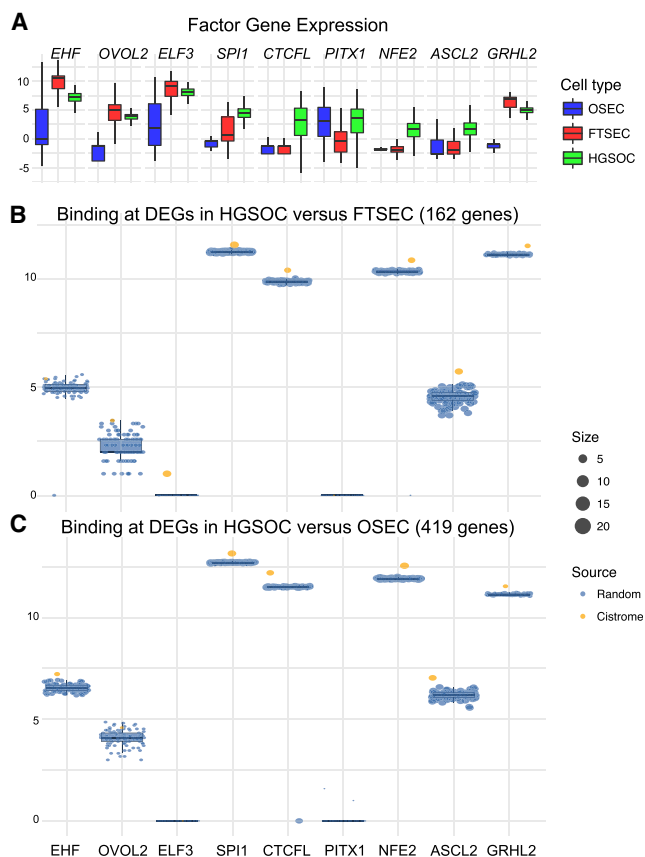 A
Factor Gene Expression
EHF OVOL2 ELF3 SPI1 CTCFL PITX1 NFE2 ASCL2 GRHL2
10
5
0
-5
Cell type
OSEC
FTSEC
HGSOC
B
Binding at DEGs in HGSOC versus FTSEC (162 genes)
10
5
0
C
Binding at DEGs in HGSOC versus OSEC (419 genes)
10
5
0
EHF OVOL2 ELF3 SPI1 CTCFL PITX1 NFE2 ASCL2 GRHL2
Size
5
10
15
20
Source
Random
Cistrome